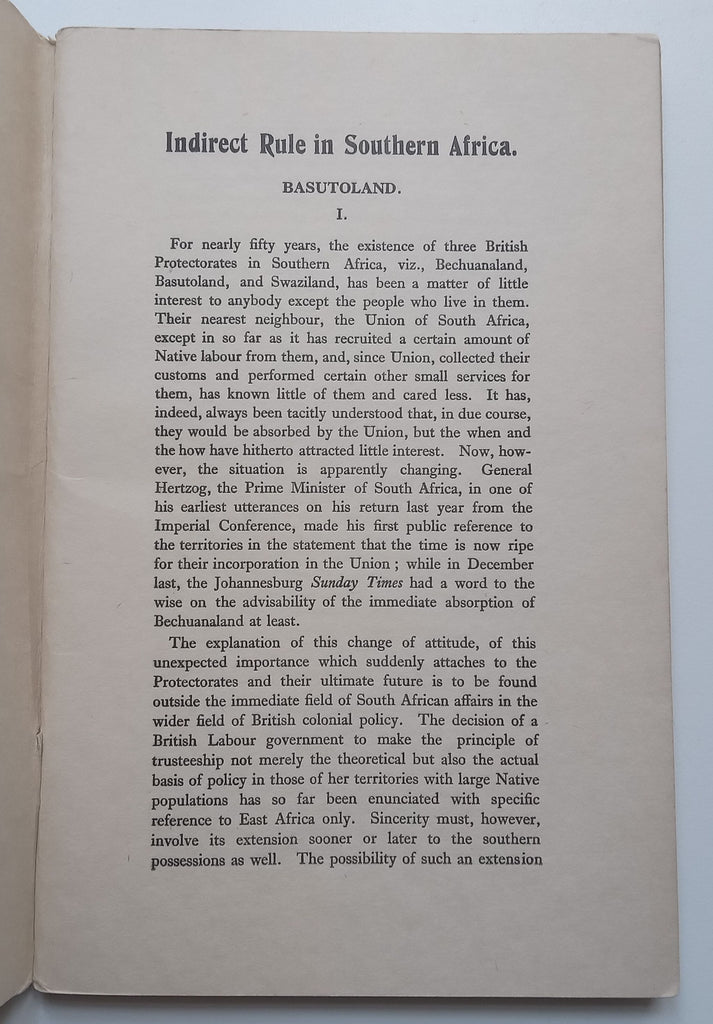 Indirect Rule in Southern Africa.
BASUTOLAND.
I.
For nearly fifty years, the existence of three British
Protectorates in Southern Africa, viz., Bechuanaland,
Basutoland, and Swaziland, has been a matter of little
interest to anybody except the people who live in them.
Their nearest neighbour, the Union of South Africa,
except in so far as it has recruited a certain amount of
Native labour from them, and, since Union, collected their
customs and performed certain other small services for
them, has known little of them and cared less. It has,
indeed, always been tacitly understood that, in due course,
they would be absorbed by the Union, but the when and
the how have hitherto attracted little interest. Now, how-
ever, the situation is apparently changing. General
Hertzog, the Prime Minister of South Africa, in one of
his earliest utterances on his return last year from the
Imperial Conference, made his first public reference to
the territories in the statement that the time is now ripe
for their incorporation in the Union ; while in December
last, the Johannesburg Sunday Times had a word to the
wise on the advisability of the immediate absorption of
Bechuanaland at least.
The explanation of this change of attitude, of this
unexpected importance which suddenly attaches to the
Protectorates and their ultimate future is to be found
outside the immediate field of South African affairs in the
wider field of British colonial policy. The decision of a
British Labour government to make the principle of
trusteeship not merely the theoretical but also the actual
basis of policy in those of her territories with large Native
populations has so far been enunciated with specific
reference to East Africa only. Sincerity must, however,
involve its extension sooner or later to the southern
possessions as well. The possibility of such an extension